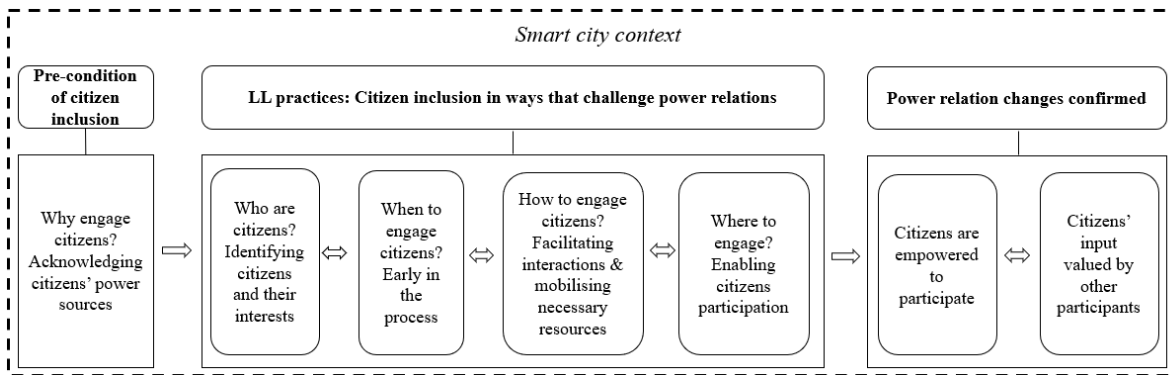 Smart city context
Pre-condition
of citizen
inclusion
LL practices: Citizen inclusion in ways that challenge power relations
Power relation changes confirmed
Why engage
citizens?
Acknowledging
citizens' power
sources
Who are
citizens?
Identifying
citizens
and their
interests
When to
engage
citizens?
Early in
the
process
How to engage
citizens?
Facilitating
interactions &
mobilising
necessary
resources
Where to
engage?
Enabling
citizens
participation
Citizens are
empowered
to
participate
Citizens'
input
valued by
other
participants